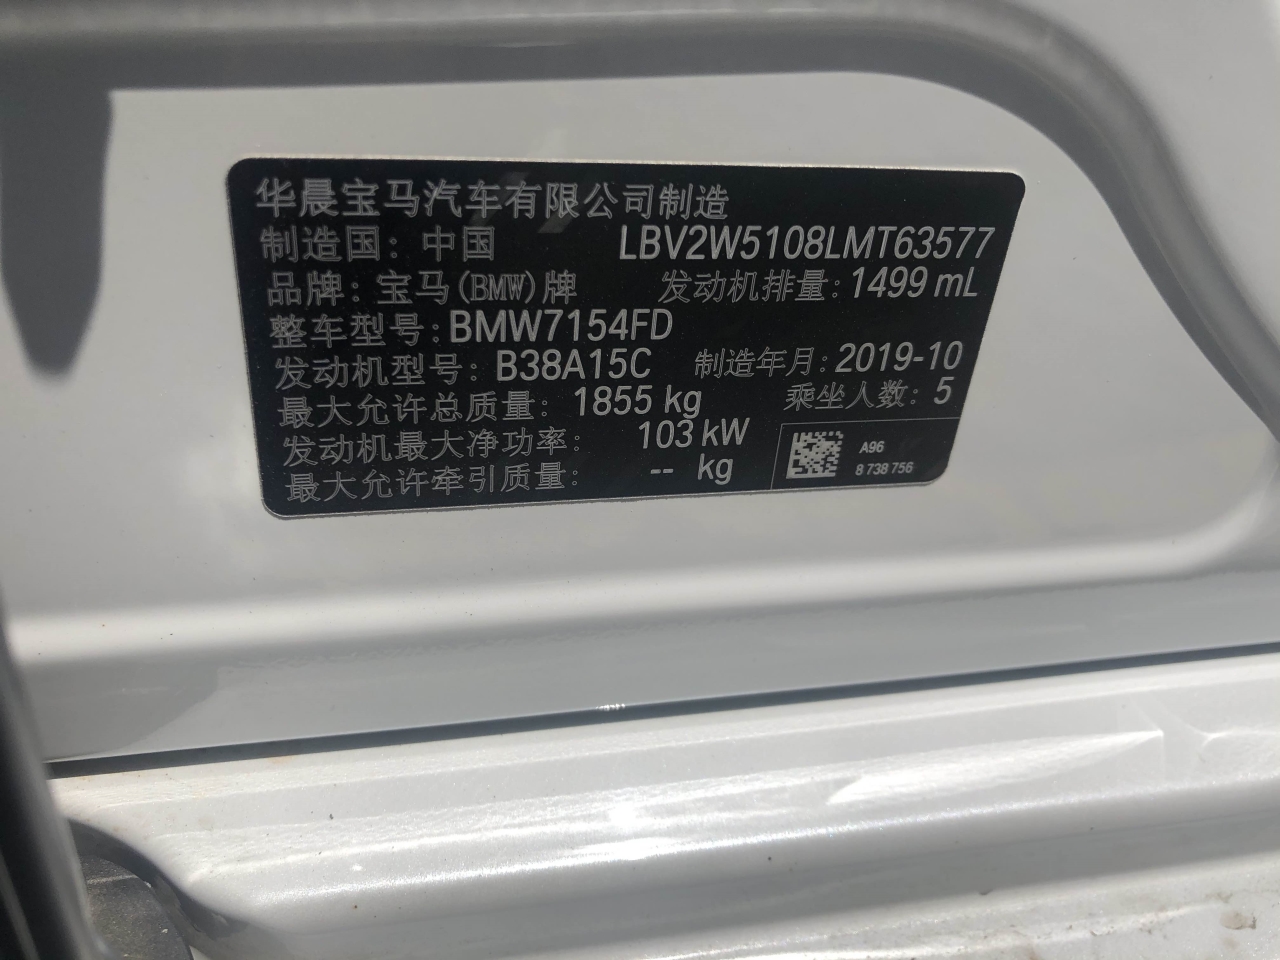 华晨宝马汽车有限公司制造
制造国: 中国 LBV2W5108LMT63577
品牌: 宝马(BMW)牌 发动机排量: 1499 mL
整车型号: BMW7154FD
发动机型号: B38A15C 制造年月: 2019-10
最大允许总质量: 1855 kg 乘坐人数: 5
发动机最大净功率: 103 kW
最大允许牵引质量: -- kg
A96
8 738 756